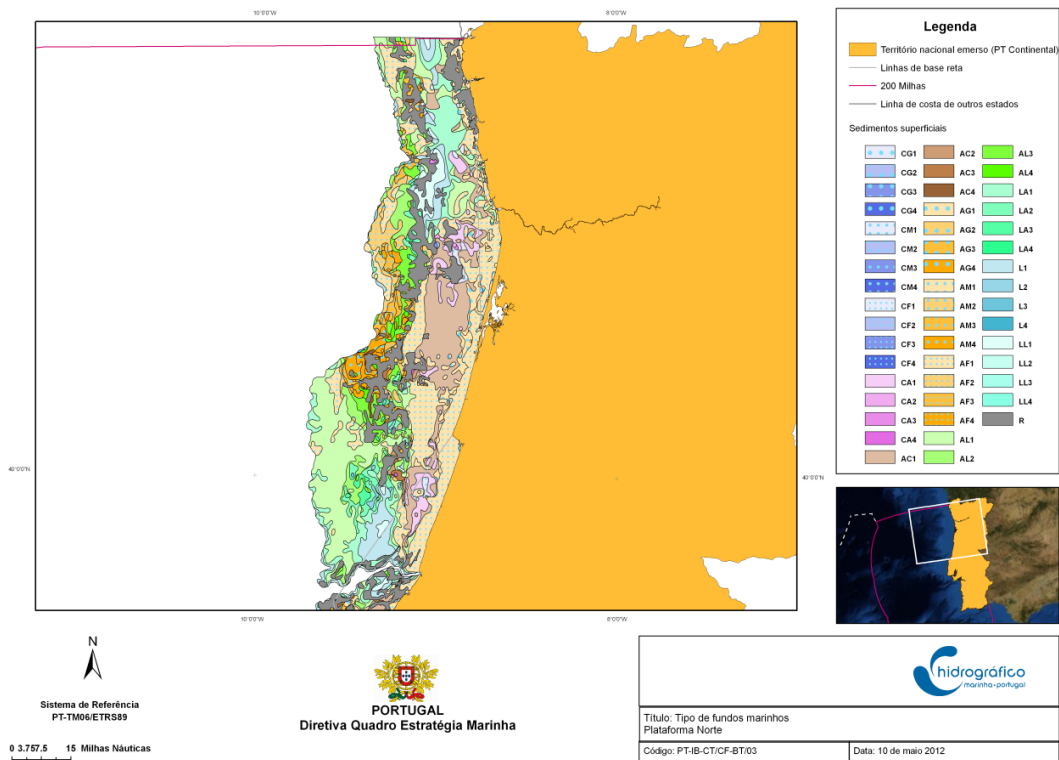 10°0'0"W
8°0'0"W
40°0'0"N
40°0'0"N
10°0'0"W
8°0'0"W
Legenda
Território nacional emerso (PT Continental)
Linhas de base reta
200 Milhas
Linha de costa de outros estados
Sedimentos superficiais
CG1 AC2 AL3
CG2 AC3 AL4
CG3 AC4 LA1
CG4 AG1 LA2
CM1 AG2 LA3
CM2 AG3 LA4
CM3 AG4 L1
CM4 AM1 L2
CF1 AM2 L3
CF2 AM3 L4
CF3 AM4 LL1
CF4 AF1 LL2
CA1 AF2 LL3
CA2 AF3 LL4
CA3 AF4 R
CA4 AL1
AC1 AL2
N
Sistema de Referência
PT-TM06/ETRS89
0 3.757.5 15 Milhas Náuticas
PORTUGAL
Diretiva Quadro Estratégia Marinha
hidrográfico
marinha-portugal
Título: Tipo de fundos marinhos
Plataforma Norte
Código: PT-IB-CT/CF-BT/03
Data: 10 de maio 2012